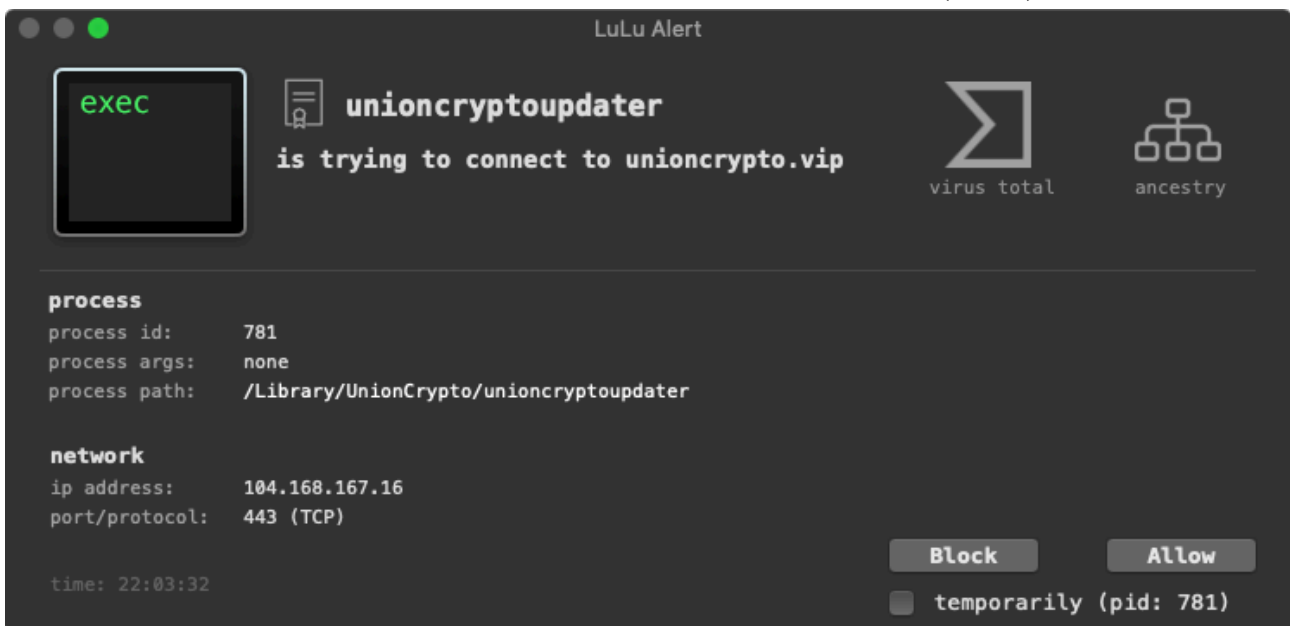 LuLu Alert
exec
unioncryptoupdater
is trying to connect to unioncrypto.vip
virus total
ancestry
process
process id: 781
process args: none
process path: /Library/UnionCrypto/unioncryptoupdater
network
ip address: 104.168.167.16
port/protocol: 443 (TCP)
Block
Allow
time: 22:03:32
temporarily (pid: 781)